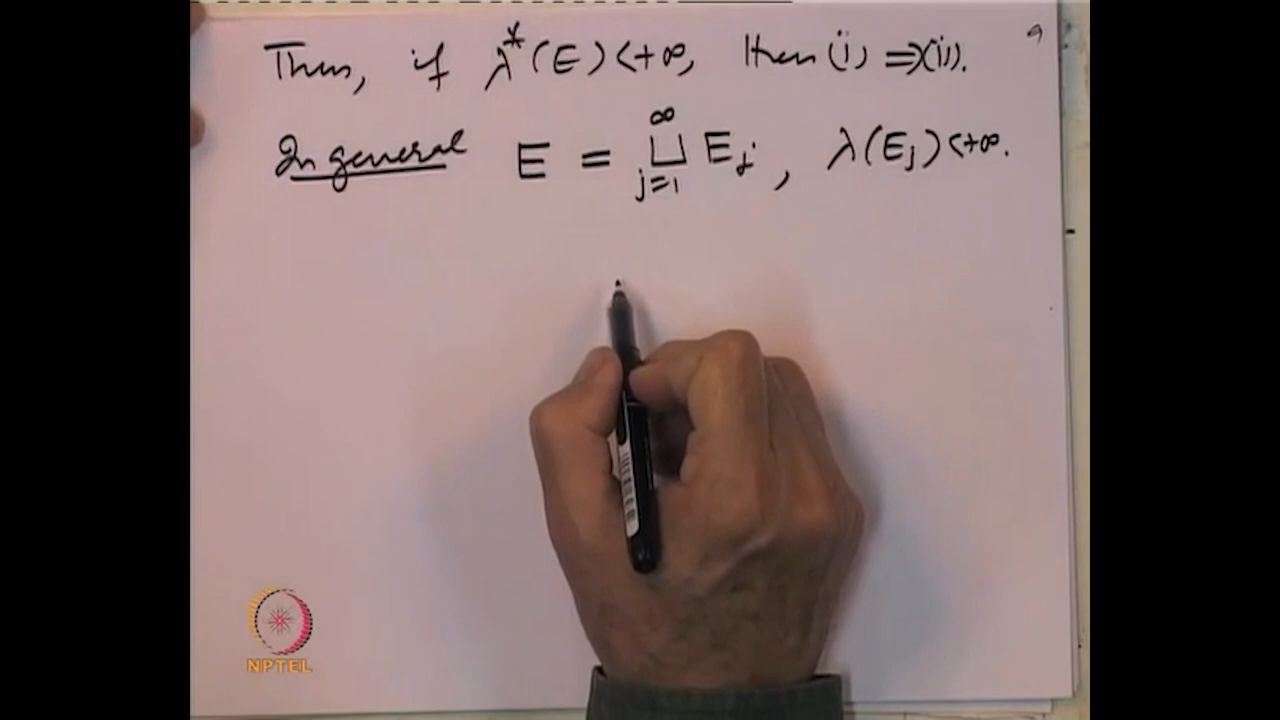 Thus, if λ*(E) < +∞, then (i) ⇒ (ii).
In general E = ⨆_{j=1}^{∞} E_j, λ(E_j) < +∞.
NPTEL